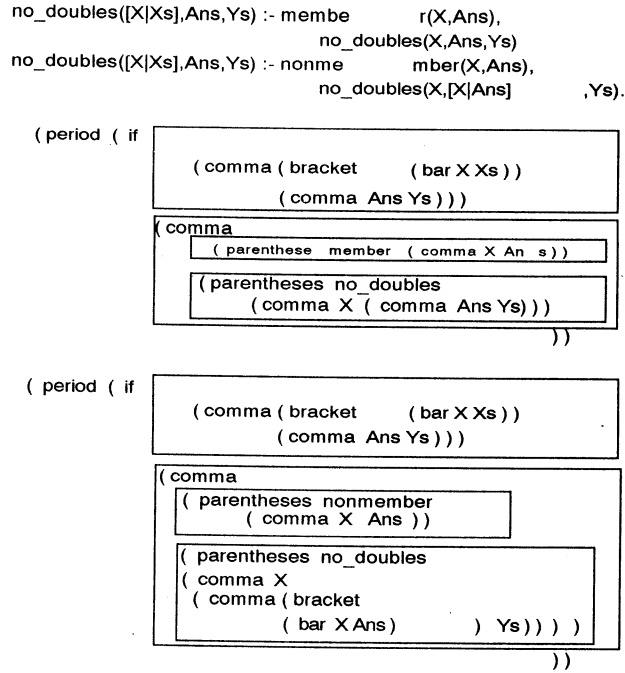 no_doubles([X|Xs],Ans,Ys) :- membe r(X,Ans),
no_doubles(X,Ans,Ys)
no_doubles([X|Xs],Ans,Ys) :- nonme mber(X,Ans),
no_doubles(X,[X|Ans] ,Ys).
( period ( if
( comma ( bracket ( bar X Xs ) )
( comma Ans Ys ) ) )
( comma
( parenthese member ( comma X An s ) )
( parentheses no_doubles
( comma X ( comma Ans Ys) ) )
) )
( period ( if
( comma ( bracket ( bar X Xs ) )
( comma Ans Ys ) ) )
( comma
( parentheses nonmember
( comma X Ans ) )
( parentheses no_doubles
( comma X
( comma ( bracket
( bar X Ans ) ) Ys ) ) ) )
) )